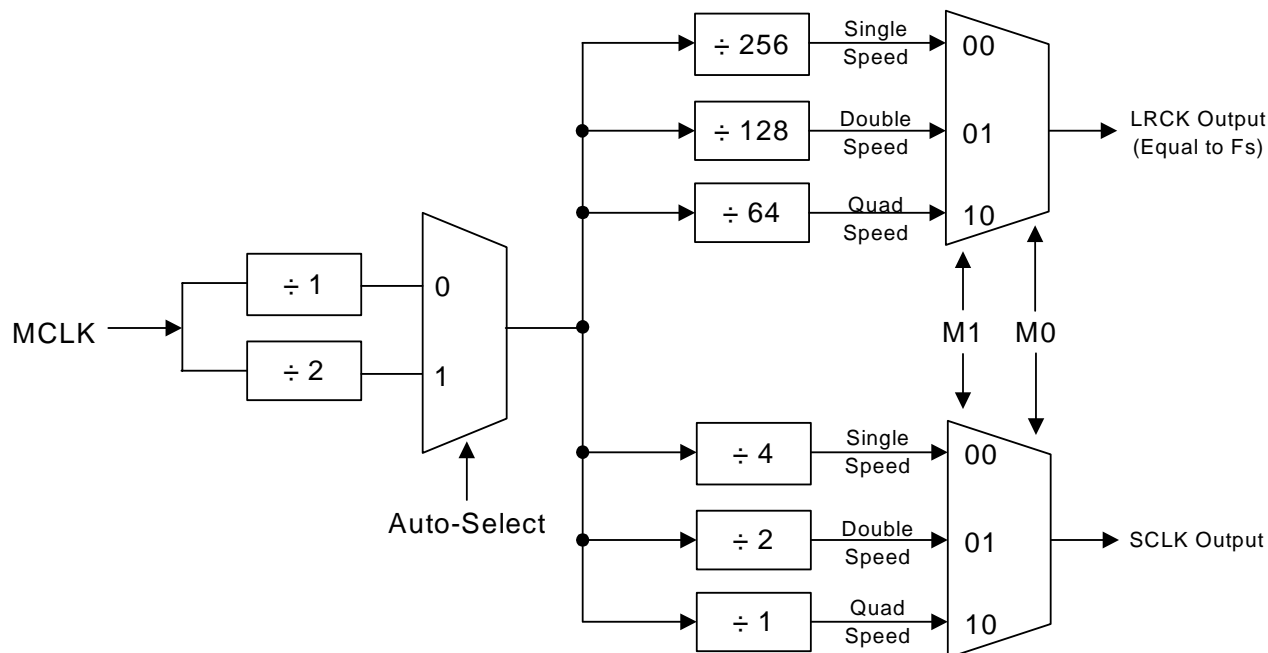 ÷ 256
Single
Speed
00
÷ 128
Double
Speed
01
LRCK Output
(Equal to Fs)
÷ 64
Quad
Speed
10
÷ 1
0
MCLK
÷ 2
1
Auto-Select
M1
M0
÷ 4
Single
Speed
00
÷ 2
Double
Speed
01
SCLK Output
÷ 1
Quad
Speed
10